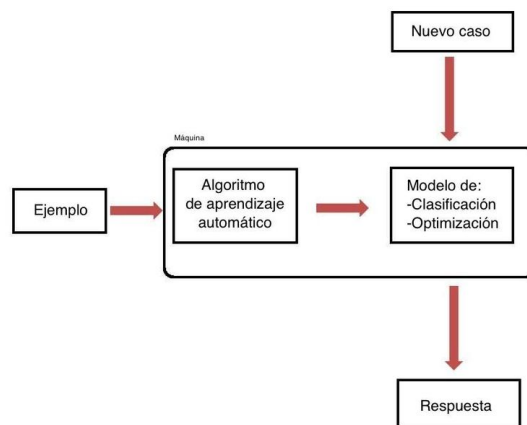 Nuevo caso
Máquina
Ejemplo
Algoritmo
de aprendizaje
automático
Modelo de:
-Clasificación
-Optimización
Respuesta